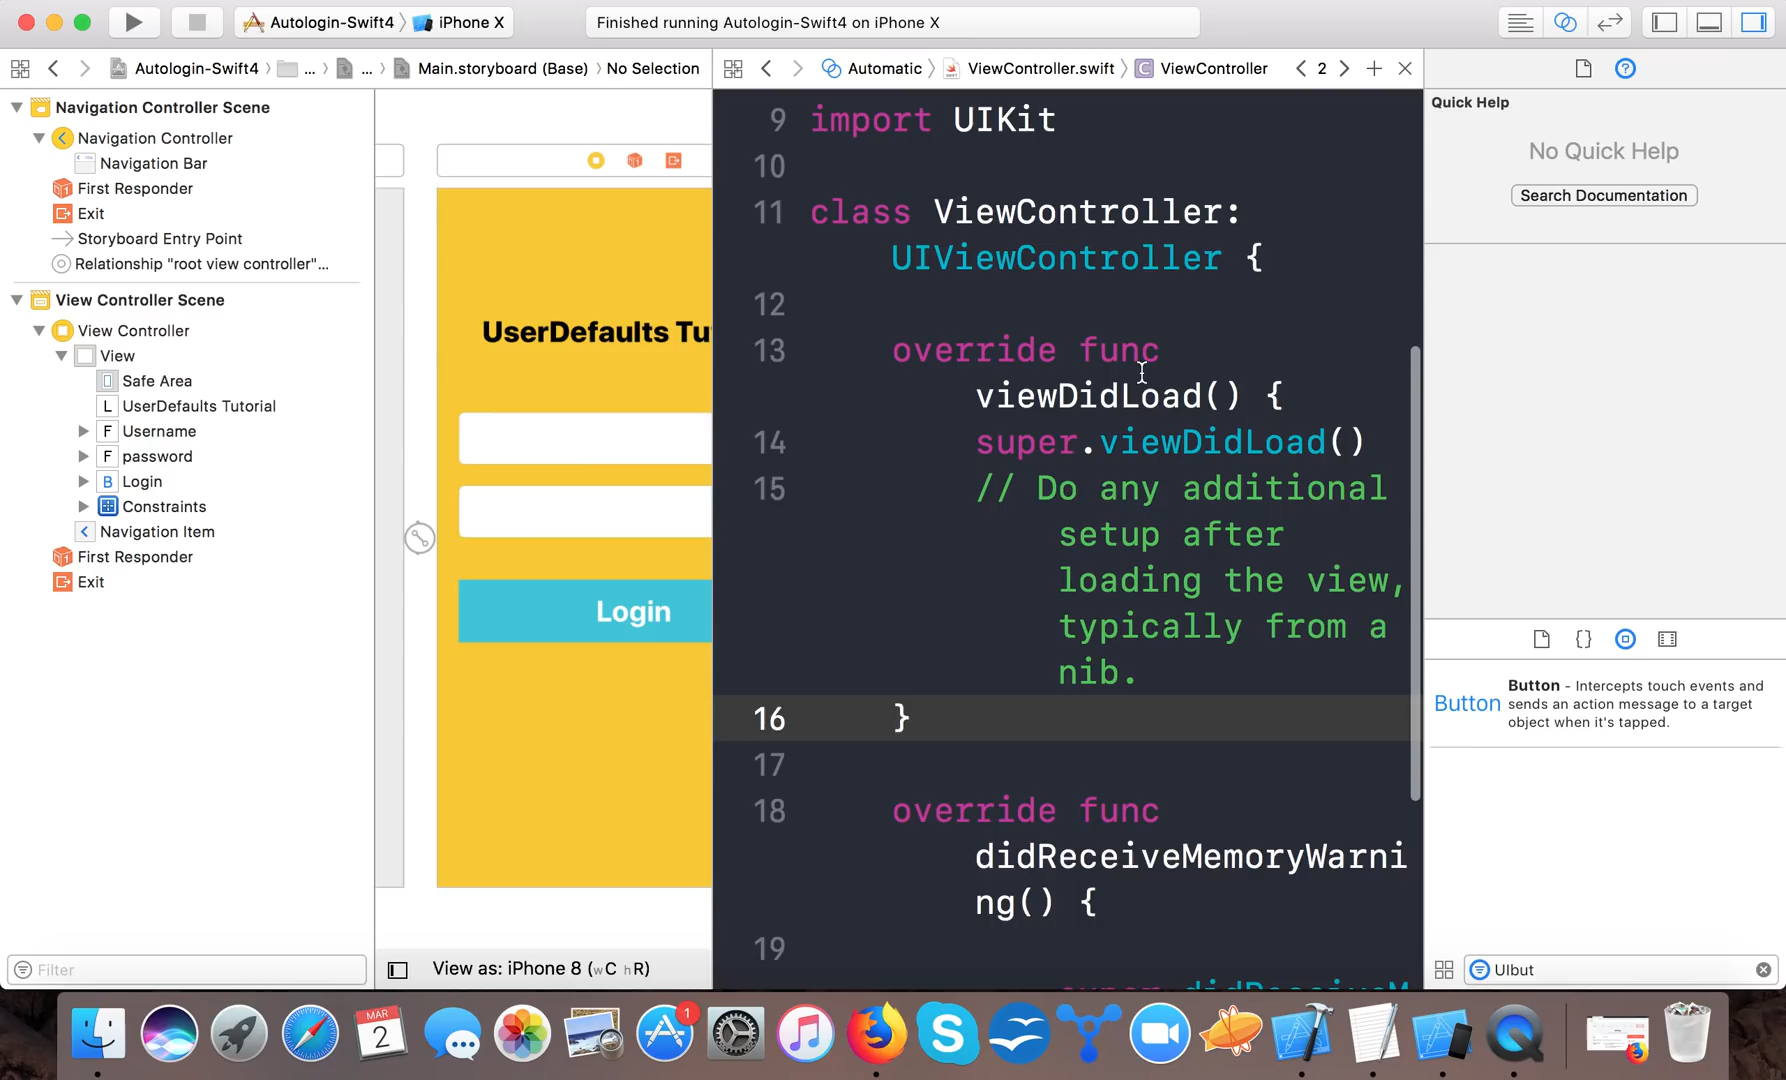 Autologin-Swift4
iPhone X
Finished running Autologin-Swift4 on iPhone X
Autologin-Swift4
...
...
Main.storyboard (Base)
No Selection
Automatic
ViewController.swift
C
ViewController
2
Navigation Controller Scene
Navigation Controller
Navigation Bar
First Responder
Exit
Storyboard Entry Point
Relationship "root view controller"...
View Controller Scene
View Controller
View
Safe Area
L UserDefaults Tutorial
F Username
F password
B Login
Constraints
Navigation Item
First Responder
Exit
Filter
UserDefaults Tu
Login
View as: iPhone 8 (wC hR)
9 import UIKit
10
11 class ViewController:
UIViewController {
12
13 override func
viewDidLoad() {
14 super.viewDidLoad()
15 // Do any additional
setup after
loading the view,
typically from a
nib.
16 }
17
18 override func
didReceiveMemoryWarni
ng() {
19
super.didReceiveM
Quick Help
No Quick Help
Search Documentation
{}
Button
Button - Intercepts touch events and
sends an action message to a target
object when it's tapped.
UIbut
MAR
2
1